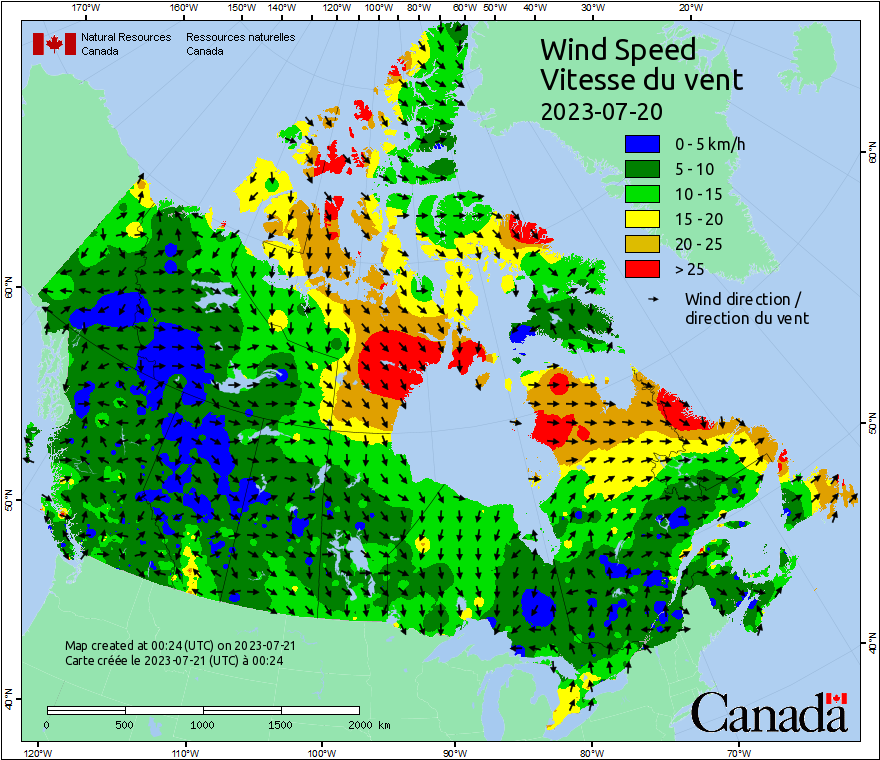 170°W 160°W 150°W 140°W 130°W 120°W 110°W 100°W 90°W 80°W 70°W 60°W 50°W 40°W 30°W 20°W
Natural Resources Canada
Ressources naturelles Canada
Wind Speed
Vitesse du vent
2023-07-20
0 - 5 km/h
5 - 10
10 - 15
15 - 20
20 - 25
> 25
Wind direction /
direction du vent
60°N
50°N
40°N
60°N
50°N
40°N
Map created at 00:24 (UTC) on 2023-07-21
Carte créée le 2023-07-21 (UTC) à 00:24
0 500 1000 1500 2000 km
Canada
120°W 110°W 100°W 90°W 80°W 70°W